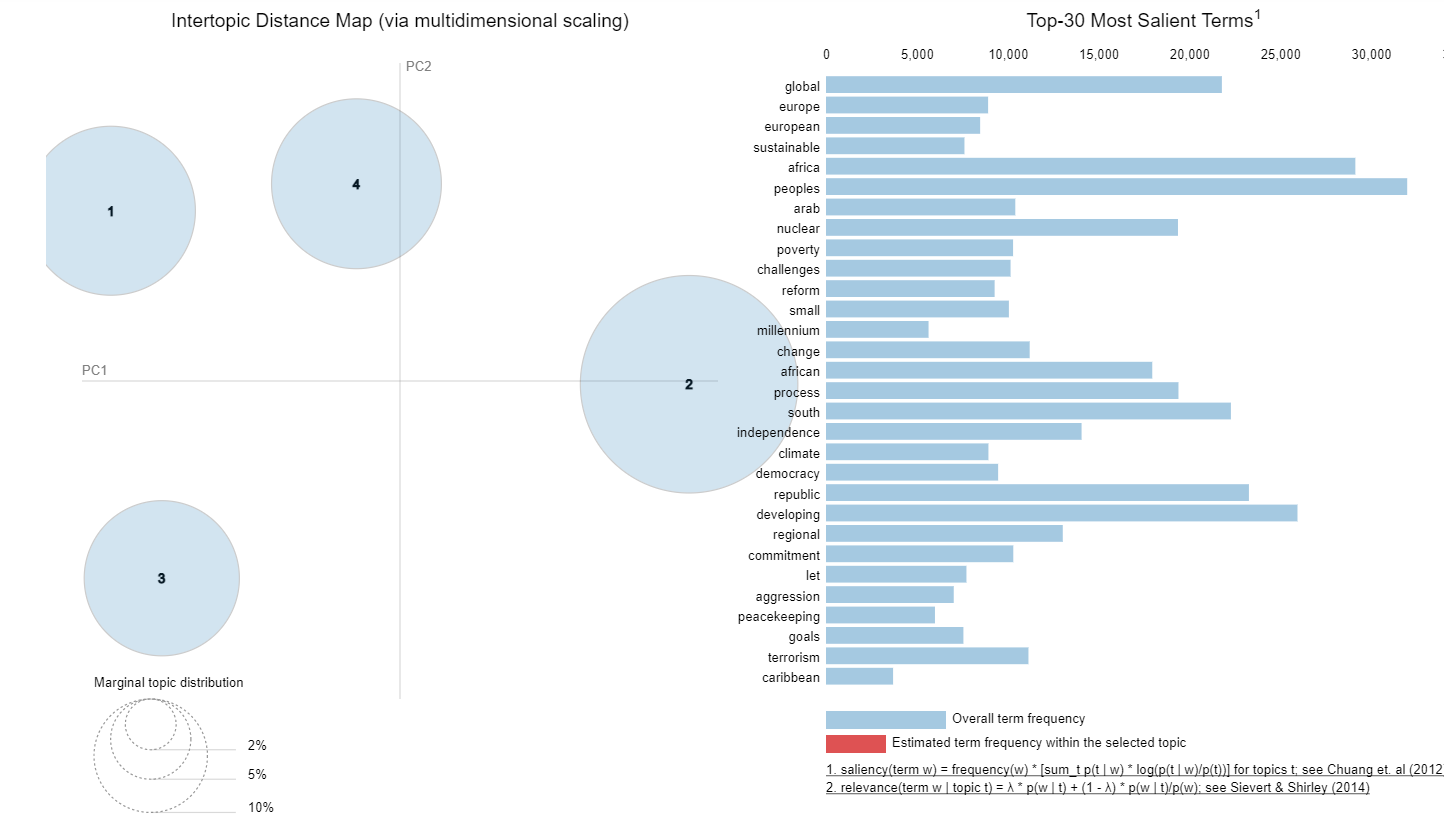 Intertopic Distance Map (via multidimensional scaling)
PC2
PC1
1
4
2
3
Marginal topic distribution
2%
5%
10%
Top-30 Most Salient Terms1
0 5,000 10,000 15,000 20,000 25,000 30,000
global
europe
european
sustainable
africa
peoples
arab
nuclear
poverty
challenges
reform
small
millennium
change
african
process
south
independence
climate
democracy
republic
developing
regional
commitment
let
aggression
peacekeeping
goals
terrorism
caribbean
Overall term frequency
Estimated term frequency within the selected topic
1. saliency(term w) = frequency(w) * [sum_t p(t | w) * log(p(t | w)/p(t))] for topics t; see Chuang et. al (2012
2. relevance(term w | topic t) = λ * p(w | t) + (1 - λ) * p(w | t)/p(w); see Sievert & Shirley (2014)